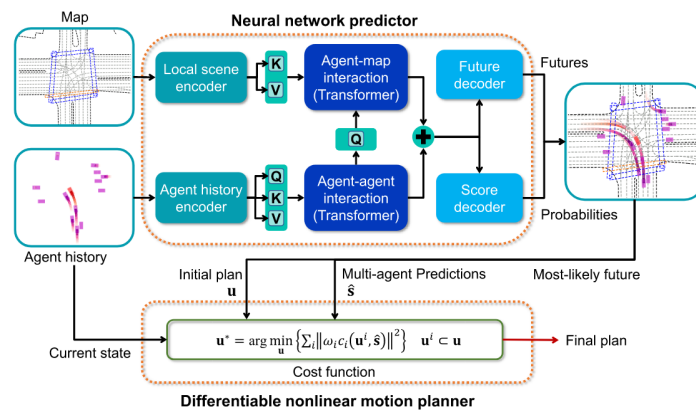 Map
Neural network predictor
Local scene
encoder
K
V
Agent-map
interaction
(Transformer)
Future
decoder
Futures
Q
Agent history
encoder
Q
K
V
Agent-agent
interaction
(Transformer)
Score
decoder
Probabilities
Agent history
Initial plan
u
Multi-agent Predictions
ŝ
Most-likely future
Current state
u* = arg min_u {∑_i‖ω_i c_i(u^i, ŝ)‖²}   u^i ⊂ u
Cost function
Final plan
Differentiable nonlinear motion planner